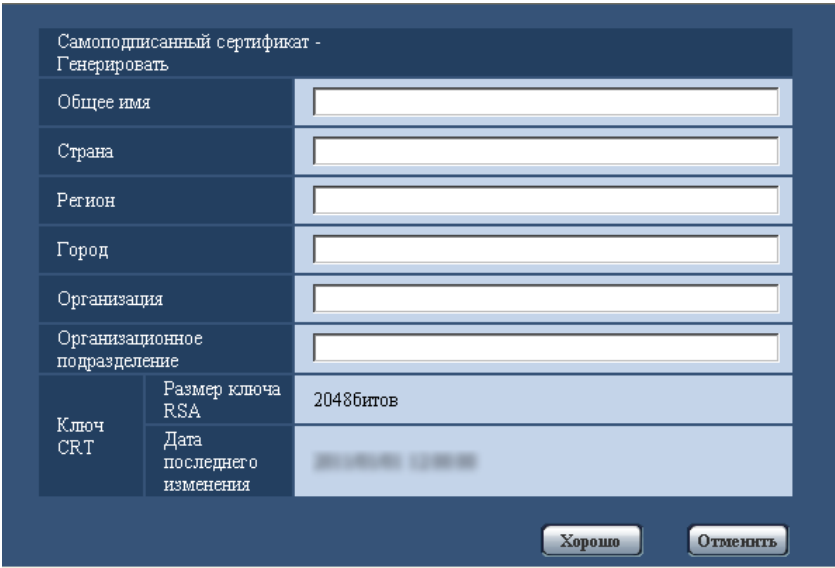 Самоподписанный сертификат -
Генерировать
Общее имя
Страна
Регион
Город
Организация
Организационное
подразделение
Ключ
CRT
Размер ключа
RSA
2048битов
Дата
последнего
изменения
Хорошо
Отменить